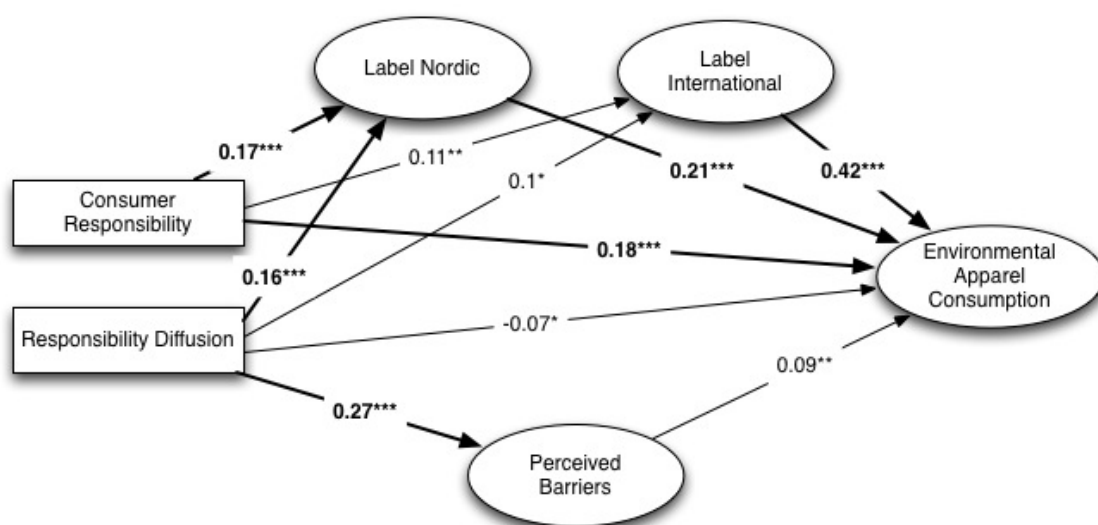 Label Nordic
Label
International
0.17***
0.11**
0.1*
0.21***
0.42***
Consumer
Responsibility
0.18***
Environmental
Apparel
Consumption
0.16***
Responsibility Diffusion
-0.07*
0.09**
0.27***
Perceived
Barriers